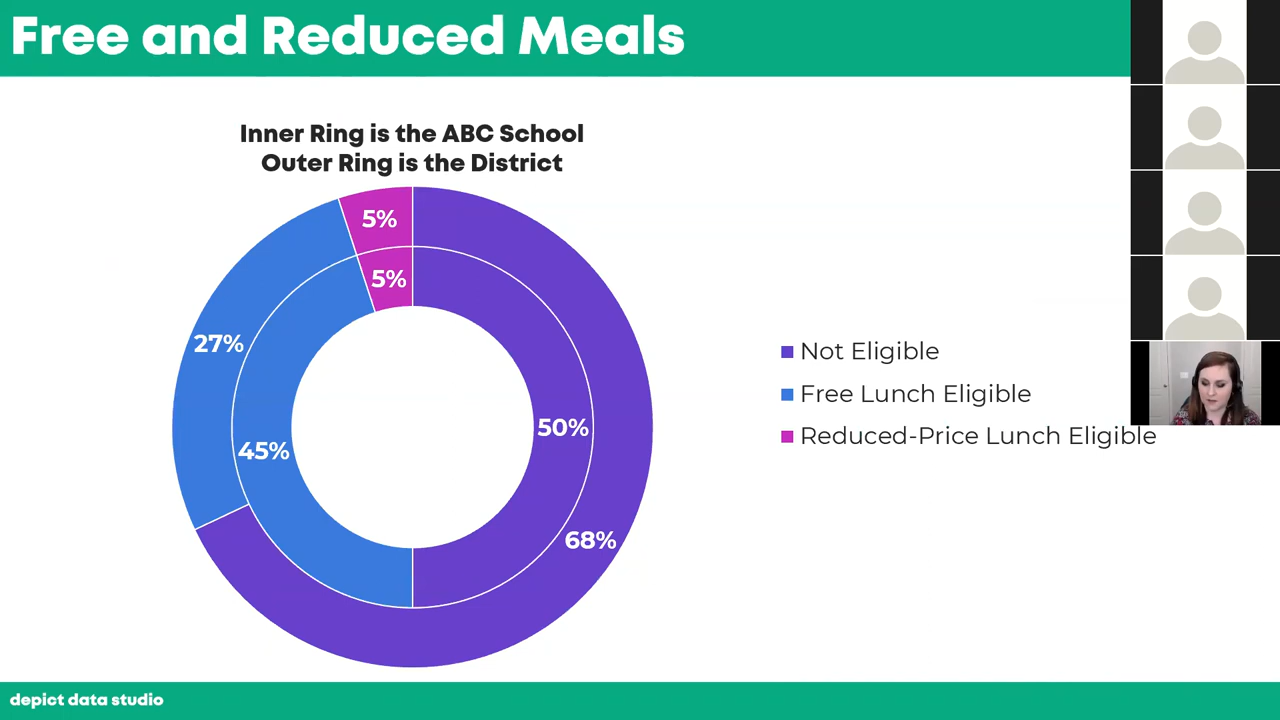 Free and Reduced Meals
Inner Ring is the ABC School
Outer Ring is the District
5%
5%
27%
45%
50%
68%
Not Eligible
Free Lunch Eligible
Reduced-Price Lunch Eligible
depict data studio